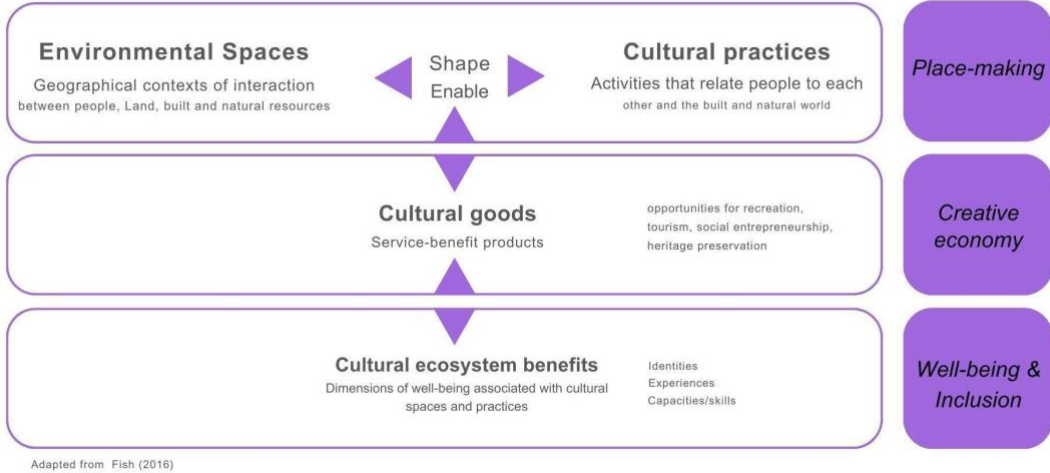 Environmental Spaces
Geographical contexts of interaction
between people, Land, built and natural resources
Shape
Enable
Cultural practices
Activities that relate people to each
other and the built and natural world
Place-making
Cultural goods
Service-benefit products
opportunities for recreation,
tourism, social entrepreneurship,
heritage preservation
Creative
economy
Cultural ecosystem benefits
Dimensions of well-being associated with cultural
spaces and practices
Identities
Experiences
Capacities/skills
Well-being &
Inclusion
Adapted from Fish (2016)